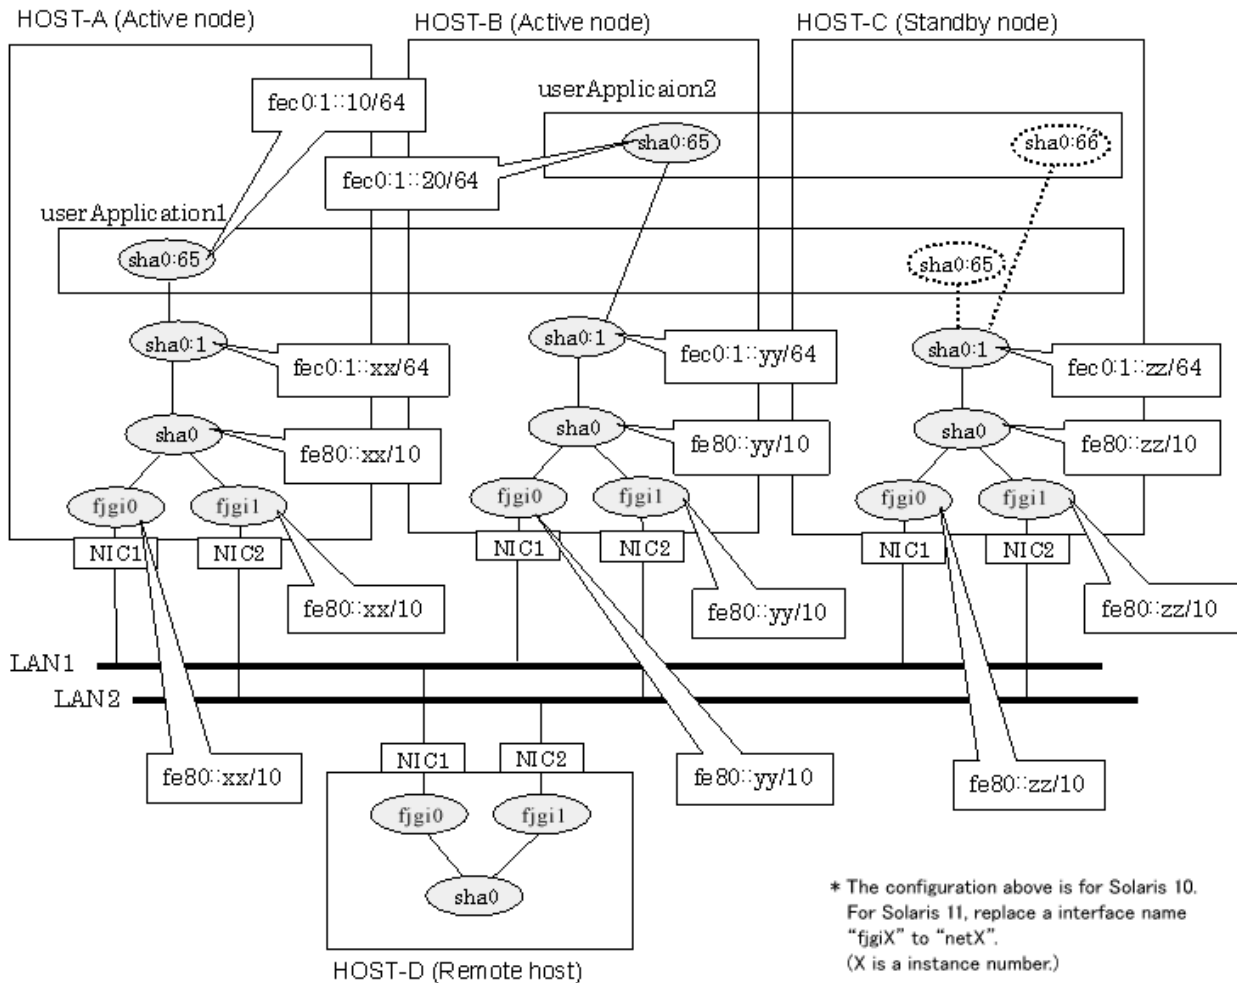 HOST-A (Active node)
HOST-B (Active node)
HOST-C (Standby node)
fec0:1::10/64
userApplicaion2
sha0:65
sha0:66
fec0:1::20/64
userApplication1
sha0:65
sha0:65
sha0:1
sha0:1
sha0:1
fec0:1::xx/64
fec0:1::yy/64
fec0:1::zz/64
sha0
sha0
sha0
fe80::xx/10
fe80::yy/10
fe80::zz/10
fjgi0
fjgi1
fjgi0
fjgi1
fjgi0
fjgi1
NIC1
NIC2
NIC1
NIC2
NIC1
NIC2
fe80::xx/10
fe80::yy/10
fe80::zz/10
LAN1
LAN2
NIC1
NIC2
fe80::xx/10
fe80::yy/10
fe80::zz/10
fjgi0
fjgi1
sha0
HOST-D (Remote host)
* The configuration above is for Solaris 10.
For Solaris 11, replace a interface name
“fjgiX” to “netX”.
(X is a instance number.)